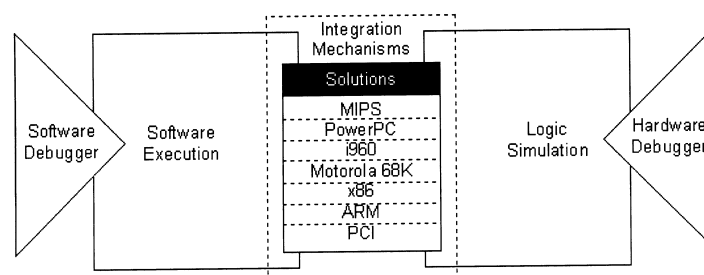 Integration
Mechanisms
Solutions
MIPS
PowerPC
i960
Motorola 68K
x86
ARM
PCI
Software
Debugger
Software
Execution
Logic
Simulation
Hardware
Debugger